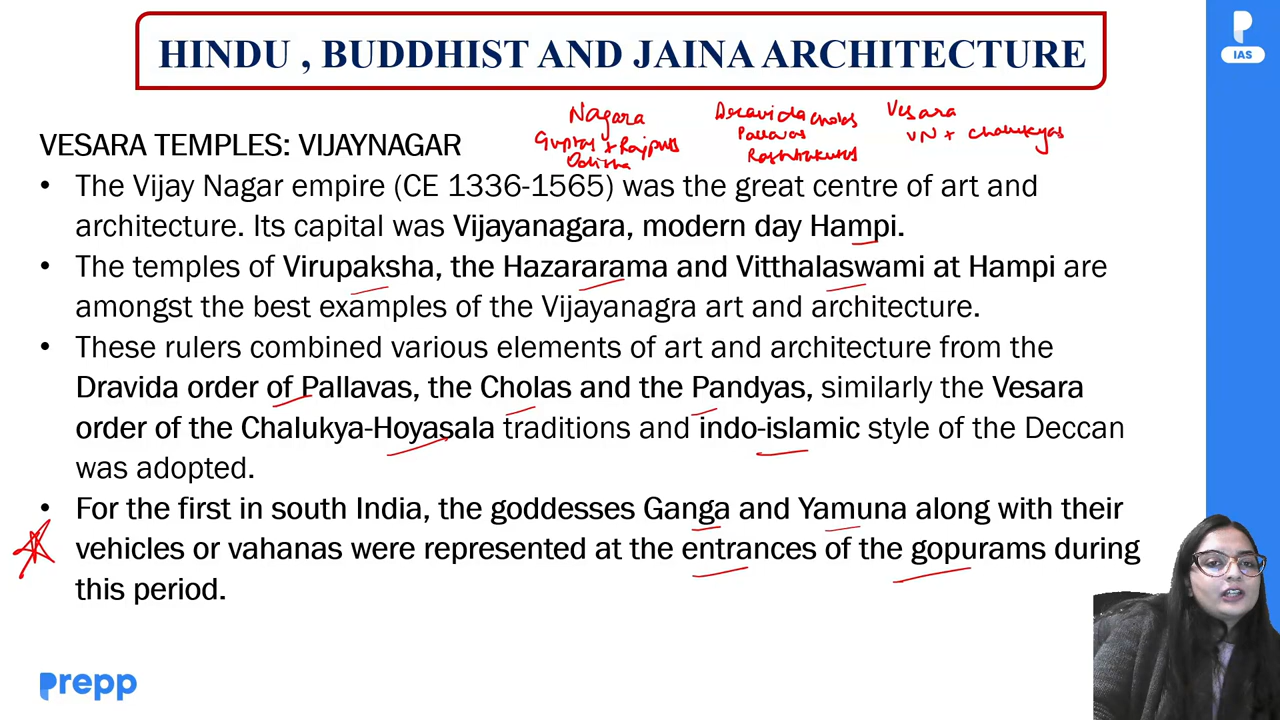 HINDU , BUDDHIST AND JAINA ARCHITECTURE
IAS
Nagara
Guptas + Rajputs
Odisha
Dravida Cholas
Pallavas
Rashtrakutas
Vesara
VN + Chalukyas
VESARA TEMPLES: VIJAYNAGAR
• The Vijay Nagar empire (CE 1336-1565) was the great centre of art and
architecture. Its capital was Vijayanagara, modern day Hampi.
• The temples of Virupaksha, the Hazararama and Vitthalaswami at Hampi are
amongst the best examples of the Vijayanagra art and architecture.
• These rulers combined various elements of art and architecture from the
Dravida order of Pallavas, the Cholas and the Pandyas, similarly the Vesara
order of the Chalukya-Hoyasala traditions and indo-islamic style of the Deccan
was adopted.
• For the first in south India, the goddesses Ganga and Yamuna along with their
vehicles or vahanas were represented at the entrances of the gopurams during
this period.
prepp